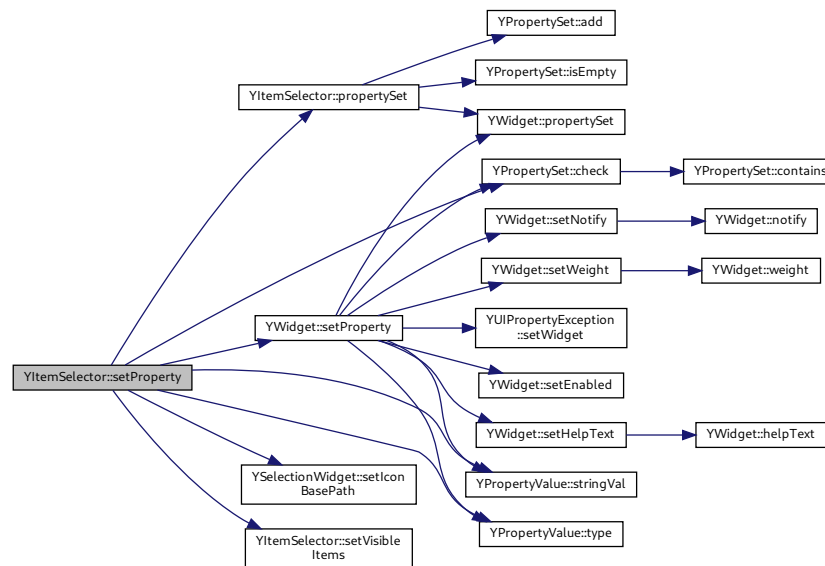 YPropertySet::add
YPropertySet::isEmpty
YItemSelector::propertySet
YWidget::propertySet
YPropertySet::check
YPropertySet::contains
YWidget::setNotify
YWidget::notify
YWidget::setWeight
YWidget::weight
YWidget::setProperty
YUIPropertyException
::setWidget
YItemSelector::setProperty
YWidget::setEnabled
YWidget::setHelpText
YWidget::helpText
YSelectionWidget::setIcon
BasePath
YPropertyValue::stringVal
YPropertyValue::type
YItemSelector::setVisible
Items